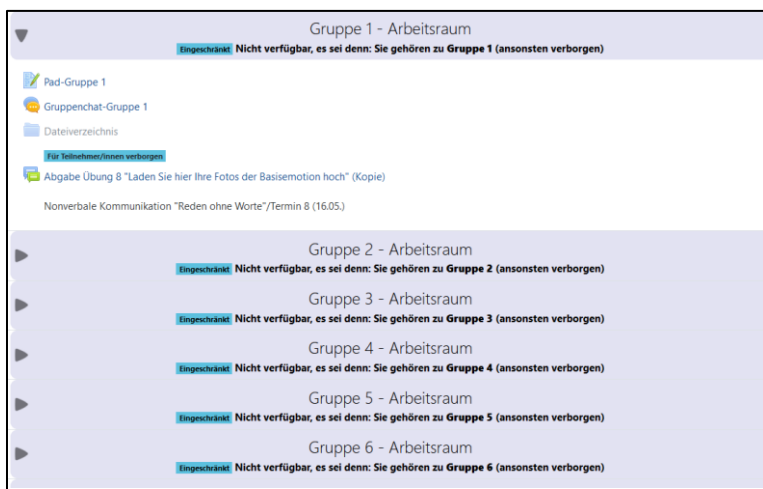 Gruppe 1 - Arbeitsraum
Eingeschränkt Nicht verfügbar, es sei denn: Sie gehören zu Gruppe 1 (ansonsten verborgen)
Pad-Gruppe 1
Gruppenchat-Gruppe 1
Dateiverzeichnis
Für Teilnehmer/innen verborgen
Abgabe Übung 8 "Laden Sie hier Ihre Fotos der Basisemotion hoch" (Kopie)
Nonverbale Kommunikation "Reden ohne Worte"/Termin 8 (16.05.)
Gruppe 2 - Arbeitsraum
Eingeschränkt Nicht verfügbar, es sei denn: Sie gehören zu Gruppe 2 (ansonsten verborgen)
Gruppe 3 - Arbeitsraum
Eingeschränkt Nicht verfügbar, es sei denn: Sie gehören zu Gruppe 3 (ansonsten verborgen)
Gruppe 4 - Arbeitsraum
Eingeschränkt Nicht verfügbar, es sei denn: Sie gehören zu Gruppe 4 (ansonsten verborgen)
Gruppe 5 - Arbeitsraum
Eingeschränkt Nicht verfügbar, es sei denn: Sie gehören zu Gruppe 5 (ansonsten verborgen)
Gruppe 6 - Arbeitsraum
Eingeschränkt Nicht verfügbar, es sei denn: Sie gehören zu Gruppe 6 (ansonsten verborgen)